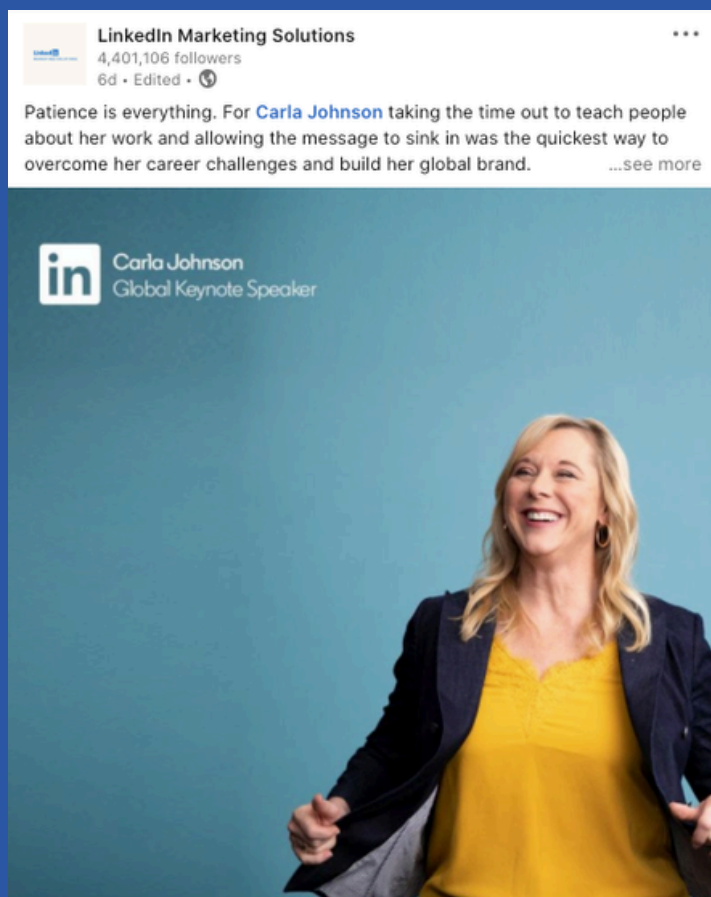 LinkedIn Marketing Solutions
4,401,106 followers
6d • Edited •
Patience is everything. For Carla Johnson taking the time out to teach people
about her work and allowing the message to sink in was the quickest way to
overcome her career challenges and build her global brand. ...see more
in Carla Johnson
Global Keynote Speaker